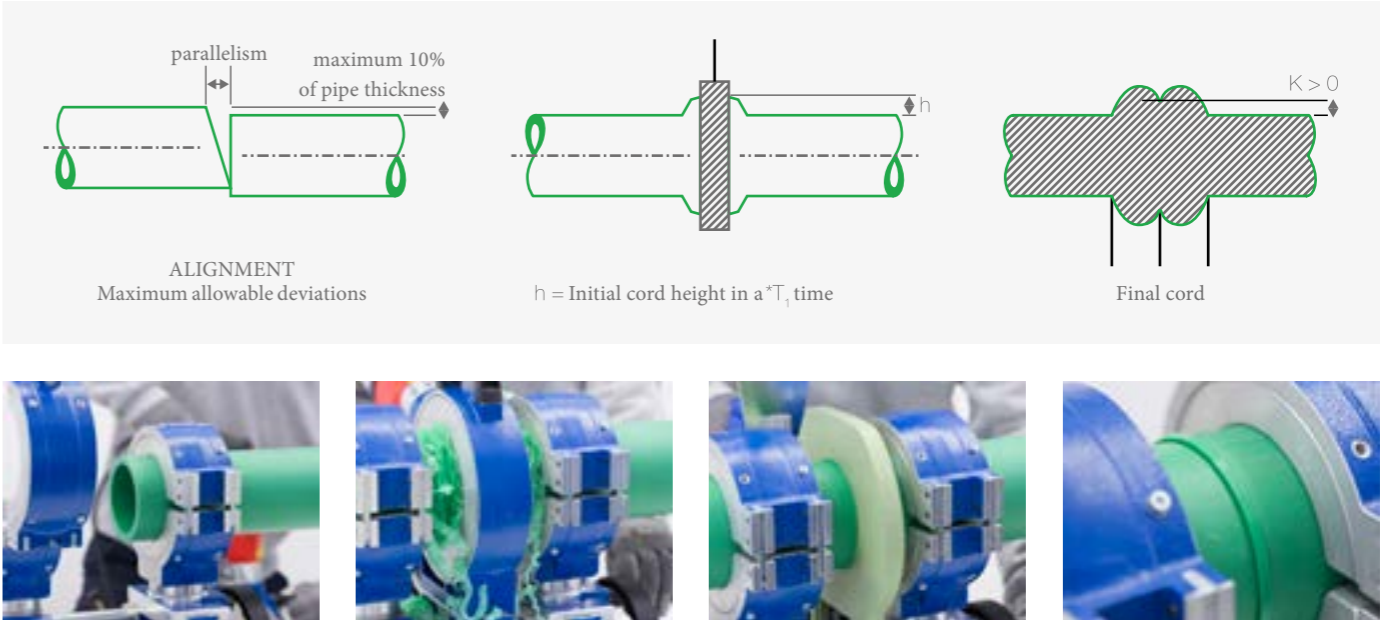 parallelism
maximum 10%
of pipe thickness
h
K > 0
ALIGNMENT
Maximum allowable deviations
h = Initial cord height in a *T₁ time
Final cord